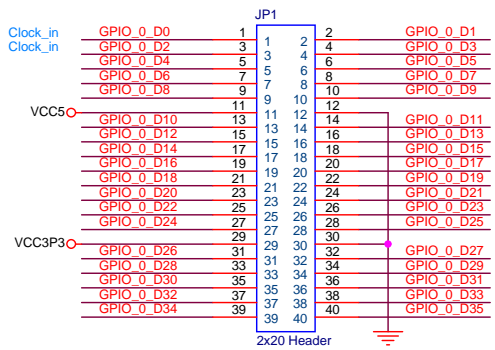 JP1
Clock_in GPIO_0_D0 1 1 2 2 GPIO_0_D1
Clock_in GPIO_0_D2 3 3 4 4 GPIO_0_D3
GPIO_0_D4 5 5 6 6 GPIO_0_D5
GPIO_0_D6 7 7 8 8 GPIO_0_D7
GPIO_0_D8 9 9 10 10 GPIO_0_D9
VCC5 11 11 12 12
GPIO_0_D10 13 13 14 14 GPIO_0_D11
GPIO_0_D12 15 15 16 16 GPIO_0_D13
GPIO_0_D14 17 17 18 18 GPIO_0_D15
GPIO_0_D16 19 19 20 20 GPIO_0_D17
GPIO_0_D18 21 21 22 22 GPIO_0_D19
GPIO_0_D20 23 23 24 24 GPIO_0_D21
GPIO_0_D22 25 25 26 26 GPIO_0_D23
GPIO_0_D24 27 27 28 28 GPIO_0_D25
VCC3P3 29 29 30 30
GPIO_0_D26 31 31 32 32 GPIO_0_D27
GPIO_0_D28 33 33 34 34 GPIO_0_D29
GPIO_0_D30 35 35 36 36 GPIO_0_D31
GPIO_0_D32 37 37 38 38 GPIO_0_D33
GPIO_0_D34 39 39 40 40 GPIO_0_D35
2x20 Header